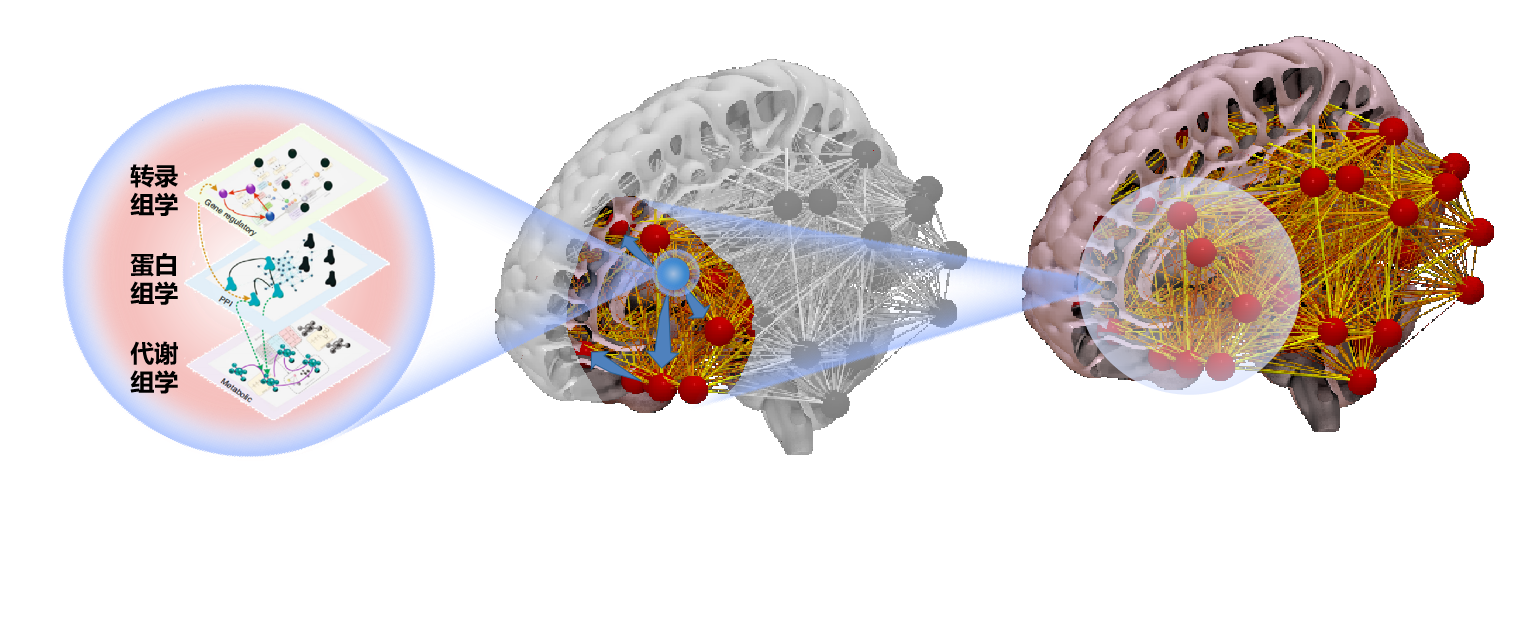 转录
组学
Gene regulatory
蛋白
组学
PPI
代谢
组学
Metabolic